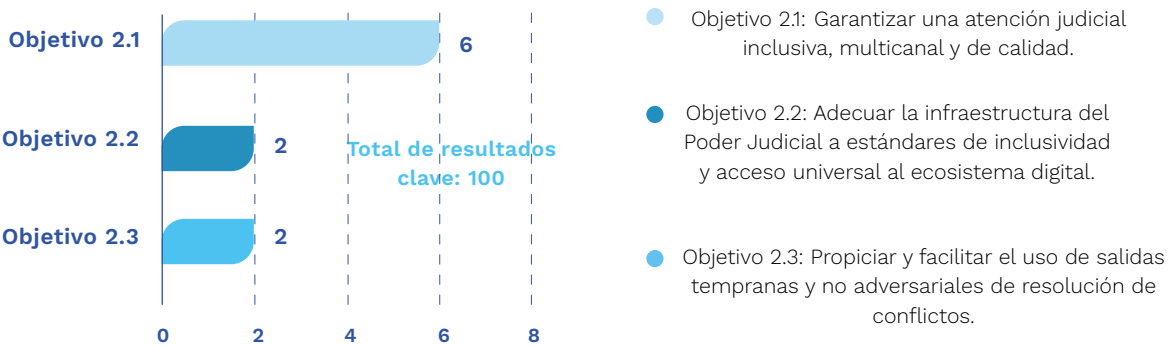 Objetivo 2.1
6
Objetivo 2.2
2
Total de resultados
clave: 100
Objetivo 2.3
2
0 2 4 6 8
Objetivo 2.1: Garantizar una atención judicial
inclusiva, multicanal y de calidad.
Objetivo 2.2: Adecuar la infraestructura del
Poder Judicial a estándares de inclusividad
y acceso universal al ecosistema digital.
Objetivo 2.3: Propiciar y facilitar el uso de salidas
tempranas y no adversariales de resolución de
conflictos.